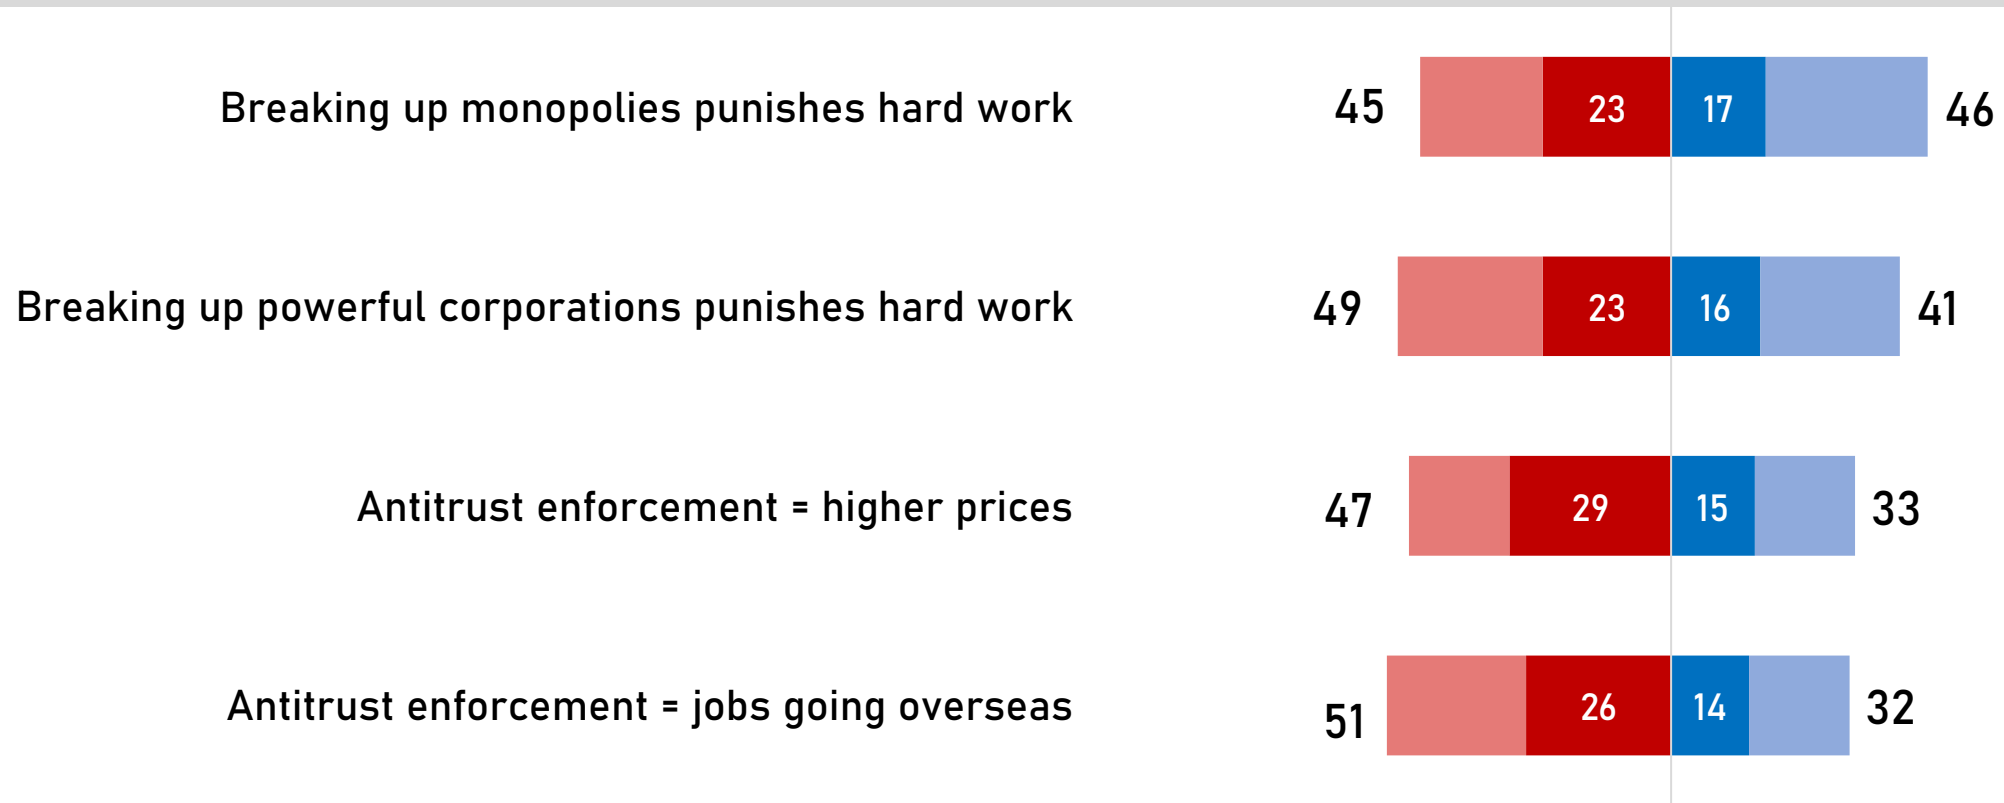 Breaking up monopolies punishes hard work 45 23 17 46
Breaking up powerful corporations punishes hard work 49 23 16 41
Antitrust enforcement = higher prices 47 29 15 33
Antitrust enforcement = jobs going overseas 51 26 14 32